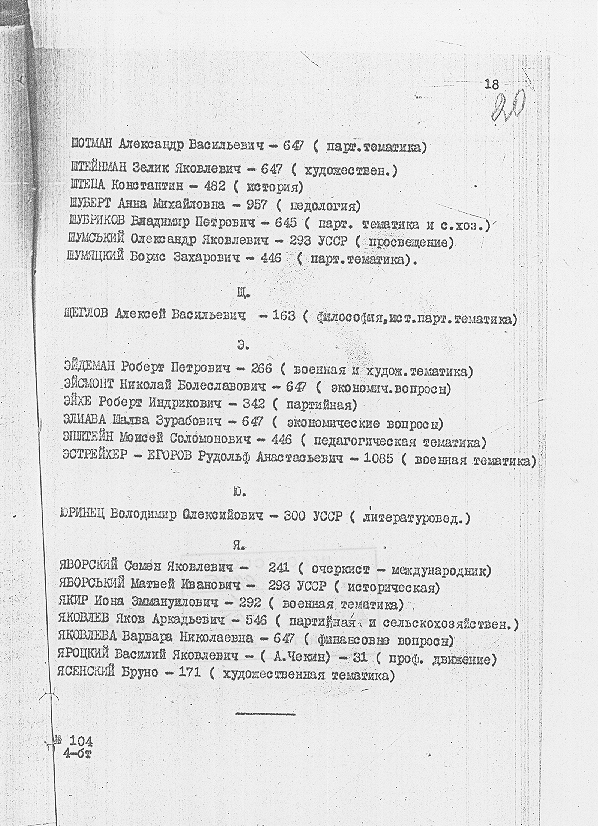 18
20
ШОТМАН Александр Васильевич - 647 ( парт.тематика)
ШТЕЙНМАН Залик Яковлевич - 647 ( художествен.)
ШТЕПА Константин - 482 ( история)
ШУБЕРТ Анна Михайловна - 957 ( педология)
ШУБРИКОВ Владимир Петрович - 645 ( парт. тематика и с.хоз.)
ШУМСЬКИЙ Олександр Яковлевич - 293 УССР ( просвещение)
ШУМЯЦКИЙ Борис Захарович - 446 ( парт.тематика).
Щ.
ЩЕГЛОВ Алексей Васильевич - 163 ( философия,ист.парт.тематика)
Э.
ЭЙДЕМАН Роберт Петрович - 266 ( военная и худож.тематика)
ЭЙСМОНТ Николай Болеславович - 647 ( экономич.вопросы)
ЭЙХЕ Роберт Индрикович - 342 ( партийная)
ЭЛИАВА Шалва Зурабович - 647 ( экономические вопросы)
ЭПШТЕЙН Моисей Соломонович - 446 ( педагогическая тематика)
ЭСТРЕЙХЕР - ЕГОРОВ Рудольф Анастасьевич - 1085 ( военная тематика)
Ю.
ЮРИНЕЦ Володимир Олексийович - 300 УССР ( литературовед.)
Я.
ЯВОРСКИЙ Семен Яковлевич - 241 ( очеркист - международник)
ЯВОРСЬКИЙ Матвей Иванович - 293 УССР ( историческая)
ЯКИР Иона Эммануилович - 292 ( военная тематика)
ЯКОВЛЕВ Яков Аркадьевич - 546 ( партийная и сельскохозяйствен.)
ЯКОВЛЕВА Варвара Николаевна - 647 ( финансовые вопросы)
ЯРОЦКИЙ Василий Яковлевич - ( А.Чекин) - 31 ( проф. движение)
ЯСЕНСКИЙ Бруно - 171 ( художественная тематика)
№ 104
4-бт